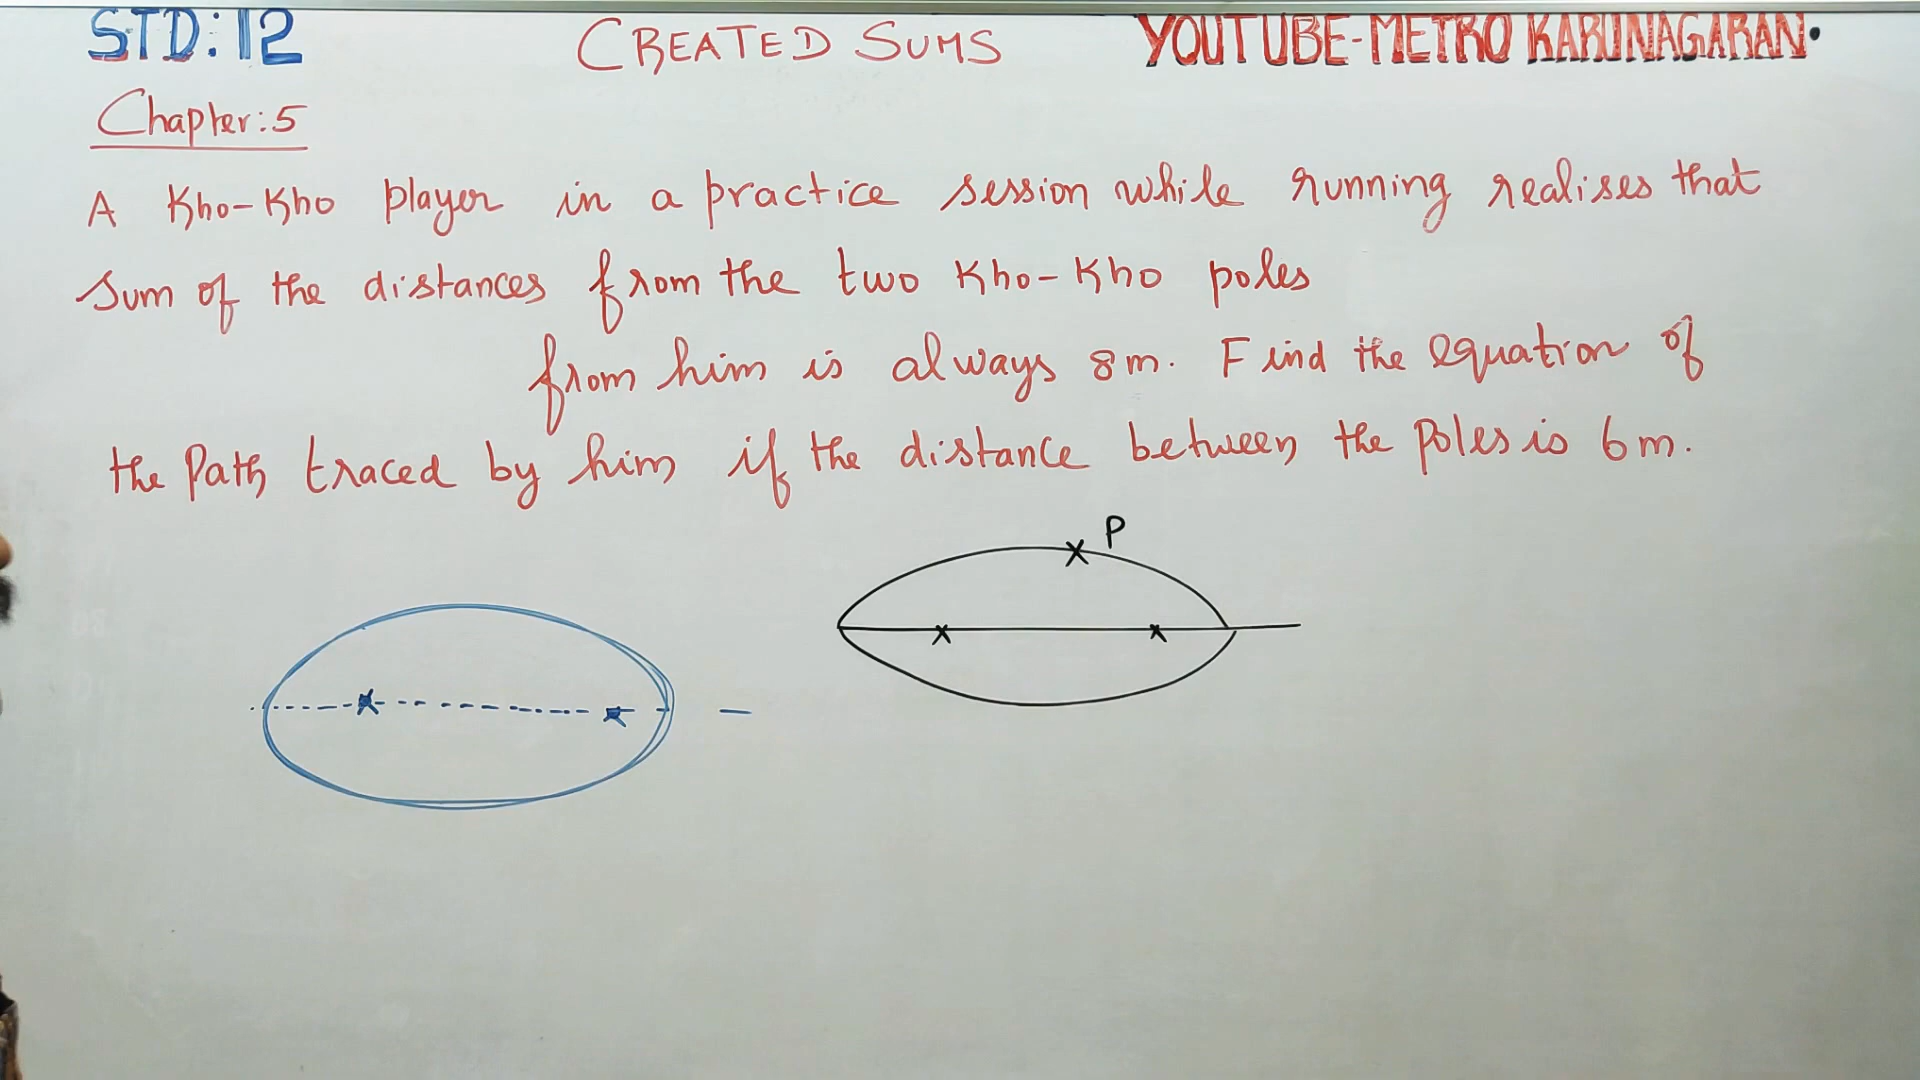 STD: 12
CREATED SUMS
YOUTUBE-METRO KARUNAGARAN.
Chapter: 5
A Kho-Kho player in a practice session while running realises that
Sum of the distances from the two Kho-Kho poles
from him is always 8m. Find the equation of
the Path traced by him if the distance between the Poles is 6m.
P